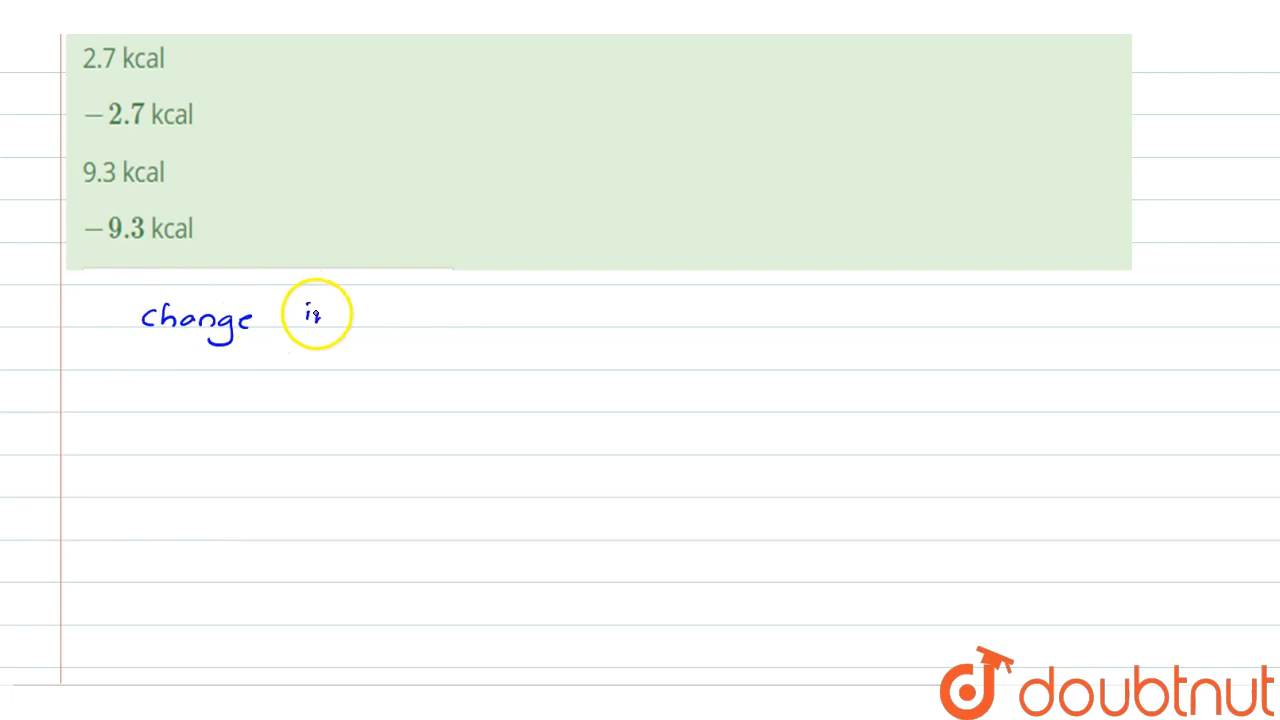 2.7 kcal
−2.7 kcal
9.3 kcal
−9.3 kcal
change
doubtnut